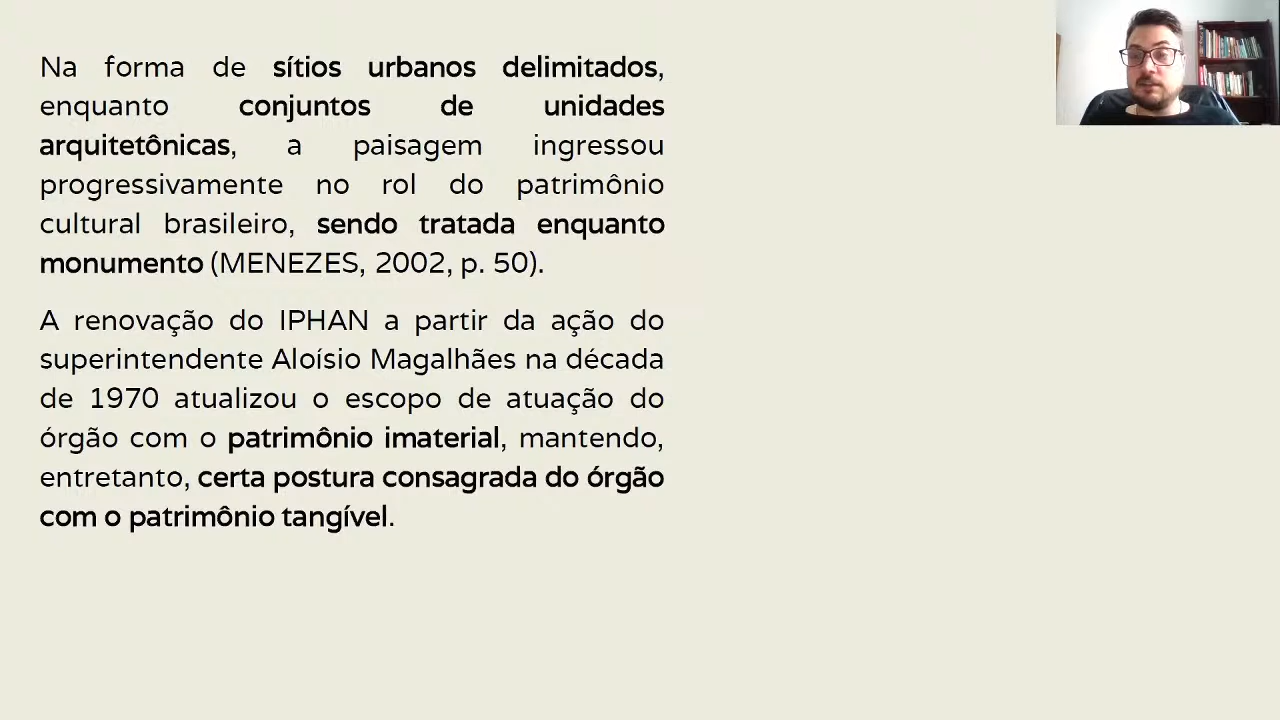 Na forma de sítios urbanos delimitados,
enquanto conjuntos de unidades
arquitetônicas, a paisagem ingressou
progressivamente no rol do patrimônio
cultural brasileiro, sendo tratada enquanto
monumento (MENEZES, 2002, p. 50).
A renovação do IPHAN a partir da ação do
superintendente Aloísio Magalhães na década
de 1970 atualizou o escopo de atuação do
órgão com o patrimônio imaterial, mantendo,
entretanto, certa postura consagrada do órgão
com o patrimônio tangível.